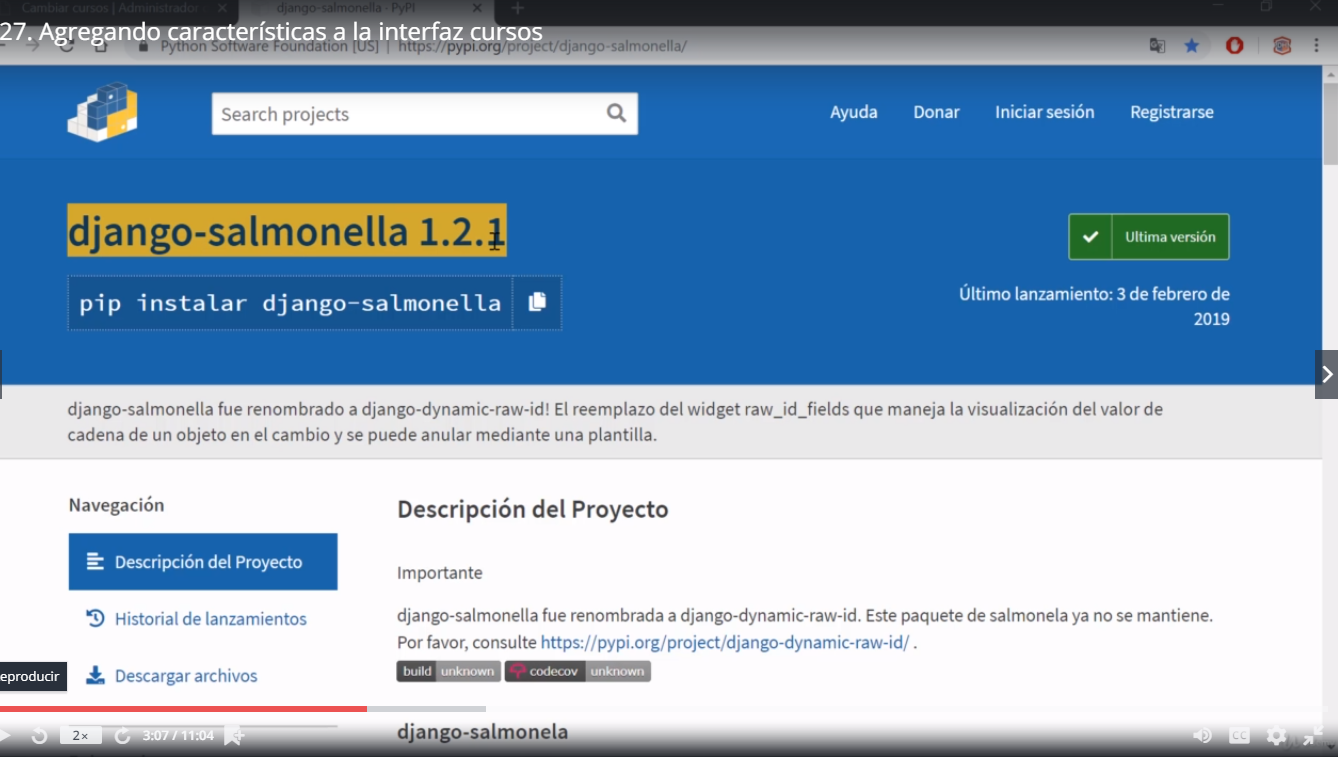 Cambiar cursos | Administrador
django-salmonella · PyPI
27. Agregando características a la interfaz cursos
Python Software Foundation [US] | https://pypi.org/project/django-salmonella/
Search projects
Ayuda Donar Iniciar sesión Registrarse
django-salmonella 1.2.1
Ultima versión
pip instalar django-salmonella
Último lanzamiento: 3 de febrero de
2019
django-salmonella fue renombrado a django-dynamic-raw-id! El reemplazo del widget raw_id_fields que maneja la visualización del valor de
cadena de un objeto en el cambio y se puede anular mediante una plantilla.
Navegación
Descripción del Proyecto
Historial de lanzamientos
Descargar archivos
Descripción del Proyecto
Importante
django-salmonella fue renombrada a django-dynamic-raw-id. Este paquete de salmonela ya no se mantiene.
Por favor, consulte https://pypi.org/project/django-dynamic-raw-id/ .
build unknown codecov unknown
django-salmonela
eproducir
2× 3:07 / 11:04 CC